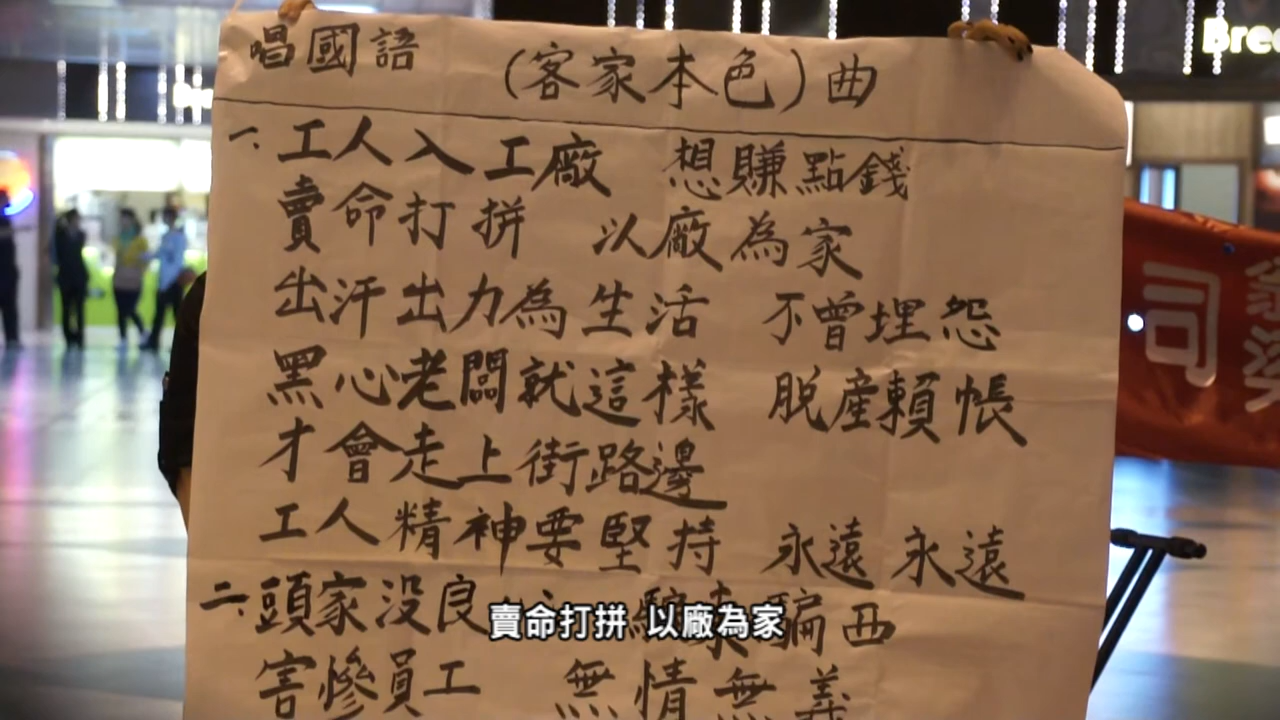 唱國語 (客家本色)曲
一、工人入工廠 想賺點錢
賣命打拼 以廠為家
出汗出力為生活 不曾埋怨
黑心老闆就這樣 脫產賴帳
才會走上街路邊
工人精神要堅持 永遠永遠
二、頭家没良 騙西
害慘員工 無情無義
賣命打拼 以廠為家
司
Bree